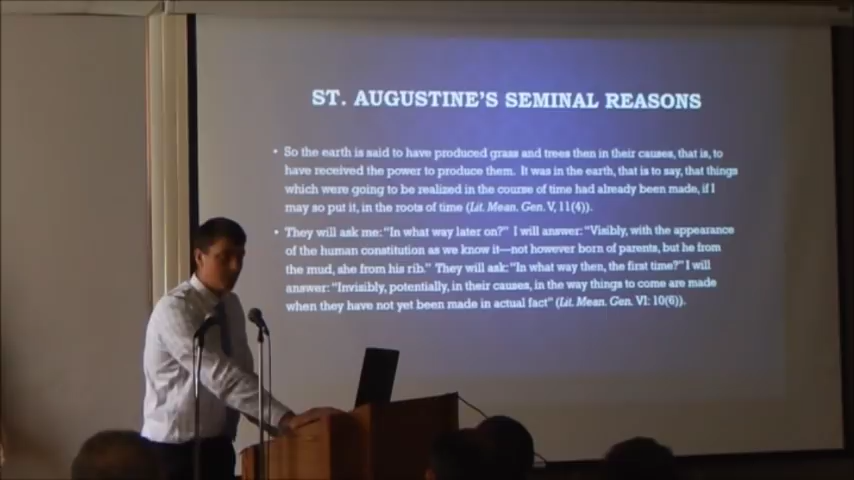 ST. AUGUSTINE'S SEMINAL REASONS
• So the earth is said to have produced grass and trees then in their causes, that is, to
have received the power to produce them. It was in the earth, that is to say, that things
which were going to be realized in the course of time had already been made, if I
may so put it, in the roots of time (Lit. Mean. Gen. V, 11(4)).
• They will ask me: "In what way later on?" I will answer: "Visibly, with the appearance
of the human constitution as we know it—not however born of parents, but he from
the mud, she from his rib." They will ask: "In what way then, the first time?" I will
answer: "Invisibly, potentially, in their causes, in the way things to come are made
when they have not yet been made in actual fact" (Lit. Mean. Gen. VI: 10(6)).